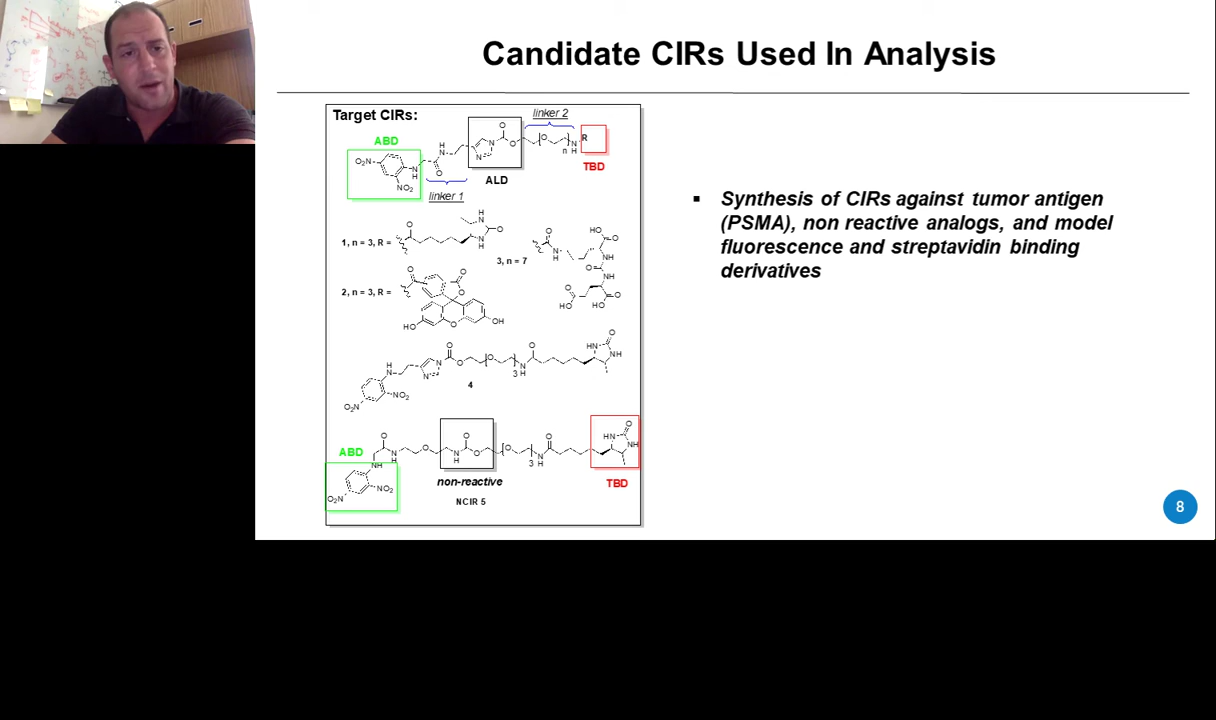 Candidate CIRs Used In Analysis
Target CIRs:
linker 2
ABD
R
TBD
ALD
linker 1
1, n = 3, R =
3, n = 7
2, n = 3, R =
4
ABD
non-reactive
TBD
NCIR 5
▪ Synthesis of CIRs against tumor antigen
(PSMA), non reactive analogs, and model
fluorescence and streptavidin binding
derivatives
8